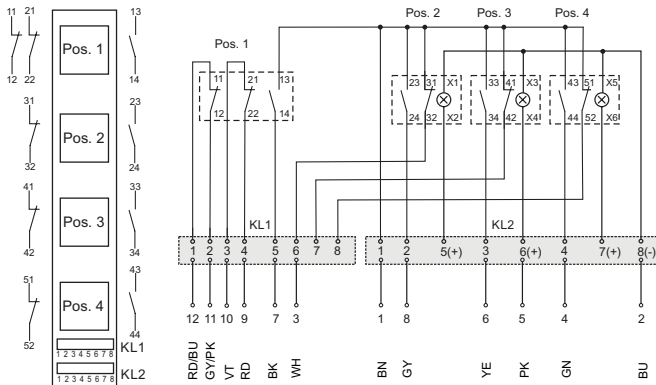 11 21 13
Pos. 1
12 22 14
31 23
Pos. 2
32 24
41 33
Pos. 3
42 34
51 43
Pos. 4
52 44
1 2 3 4 5 6 7 8 KL1
1 2 3 4 5 6 7 8 KL2
Pos. 2 Pos. 3 Pos. 4
Pos. 1
11 21 13
12 22 14
23 31 X1 33 41 X3 43 51 X5
24 32 X2 34 42 X4 44 52 X6
KL1 KL2
1 2 3 4 5 6 7 8 1 2 5(+) 3 6(+) 4 7(+) 8(-)
12 11 10 9 7 3 1 8 6 5 4 2
RD/BU GY/PK VT RD BK WH BN GY YE PK GN BU